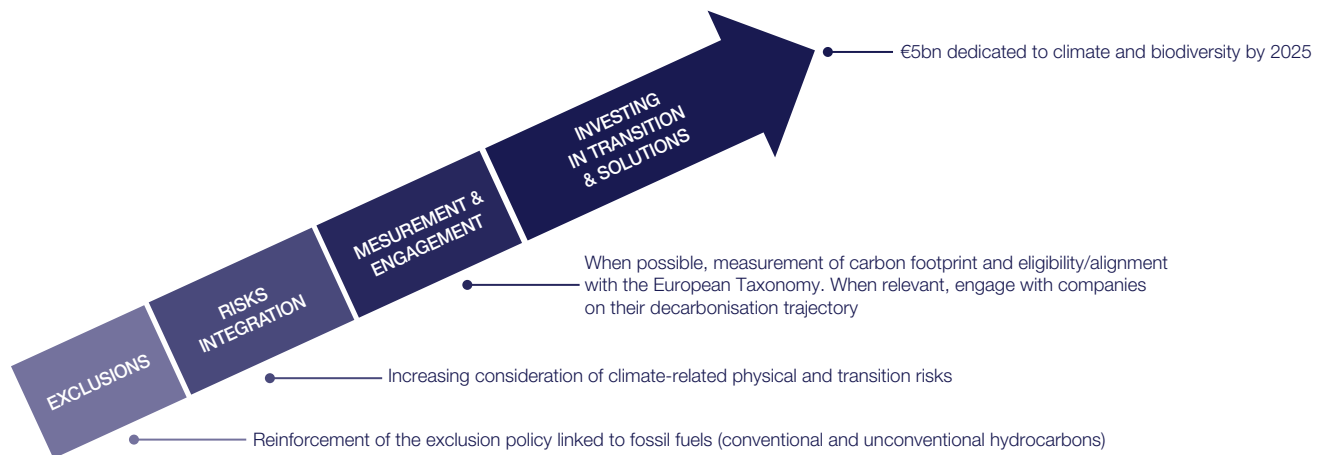 €5bn dedicated to climate and biodiversity by 2025
INVESTING
IN TRANSITION
& SOLUTIONS
MESUREMENT &
ENGAGEMENT
When possible, measurement of carbon footprint and eligibility/alignment
with the European Taxonomy. When relevant, engage with companies
on their decarbonisation trajectory
RISKS
INTEGRATION
Increasing consideration of climate-related physical and transition risks
EXCLUSIONS
Reinforcement of the exclusion policy linked to fossil fuels (conventional and unconventional hydrocarbons)